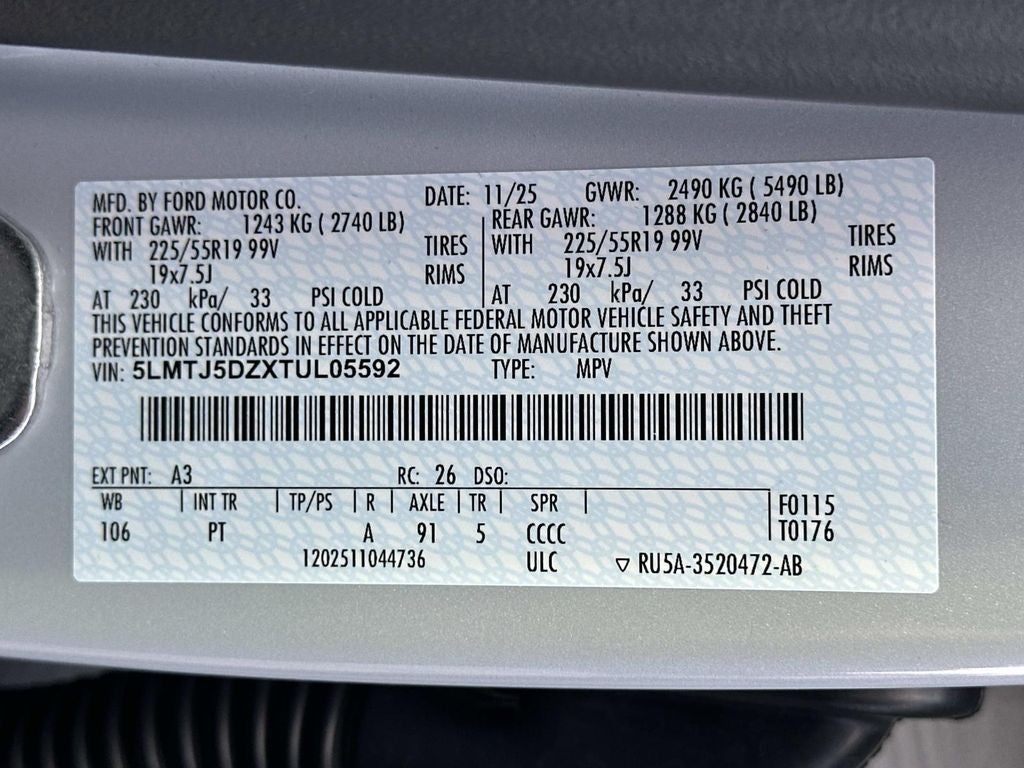 MFD. BY FORD MOTOR CO. DATE: 11/25 GVWR: 2490 KG ( 5490 LB)
FRONT GAWR: 1243 KG ( 2740 LB) REAR GAWR: 1288 KG ( 2840 LB)
WITH 225/55R19 99V TIRES WITH 225/55R19 99V TIRES
19x7.5J RIMS 19x7.5J RIMS
AT 230 kPa/ 33 PSI COLD AT 230 kPa/ 33 PSI COLD
THIS VEHICLE CONFORMS TO ALL APPLICABLE FEDERAL MOTOR VEHICLE SAFETY AND THEFT
PREVENTION STANDARDS IN EFFECT ON THE DATE OF MANUFACTURE SHOWN ABOVE.
VIN: 5LMTJ5DZXTUL05592 TYPE: MPV
EXT PNT: A3 RC: 26 DSO:
WB INT TR TP/PS R AXLE TR SPR F0115
106 PT A 91 5 CCCC T0176
1202511044736 ULC ▽ RU5A-3520472-AB